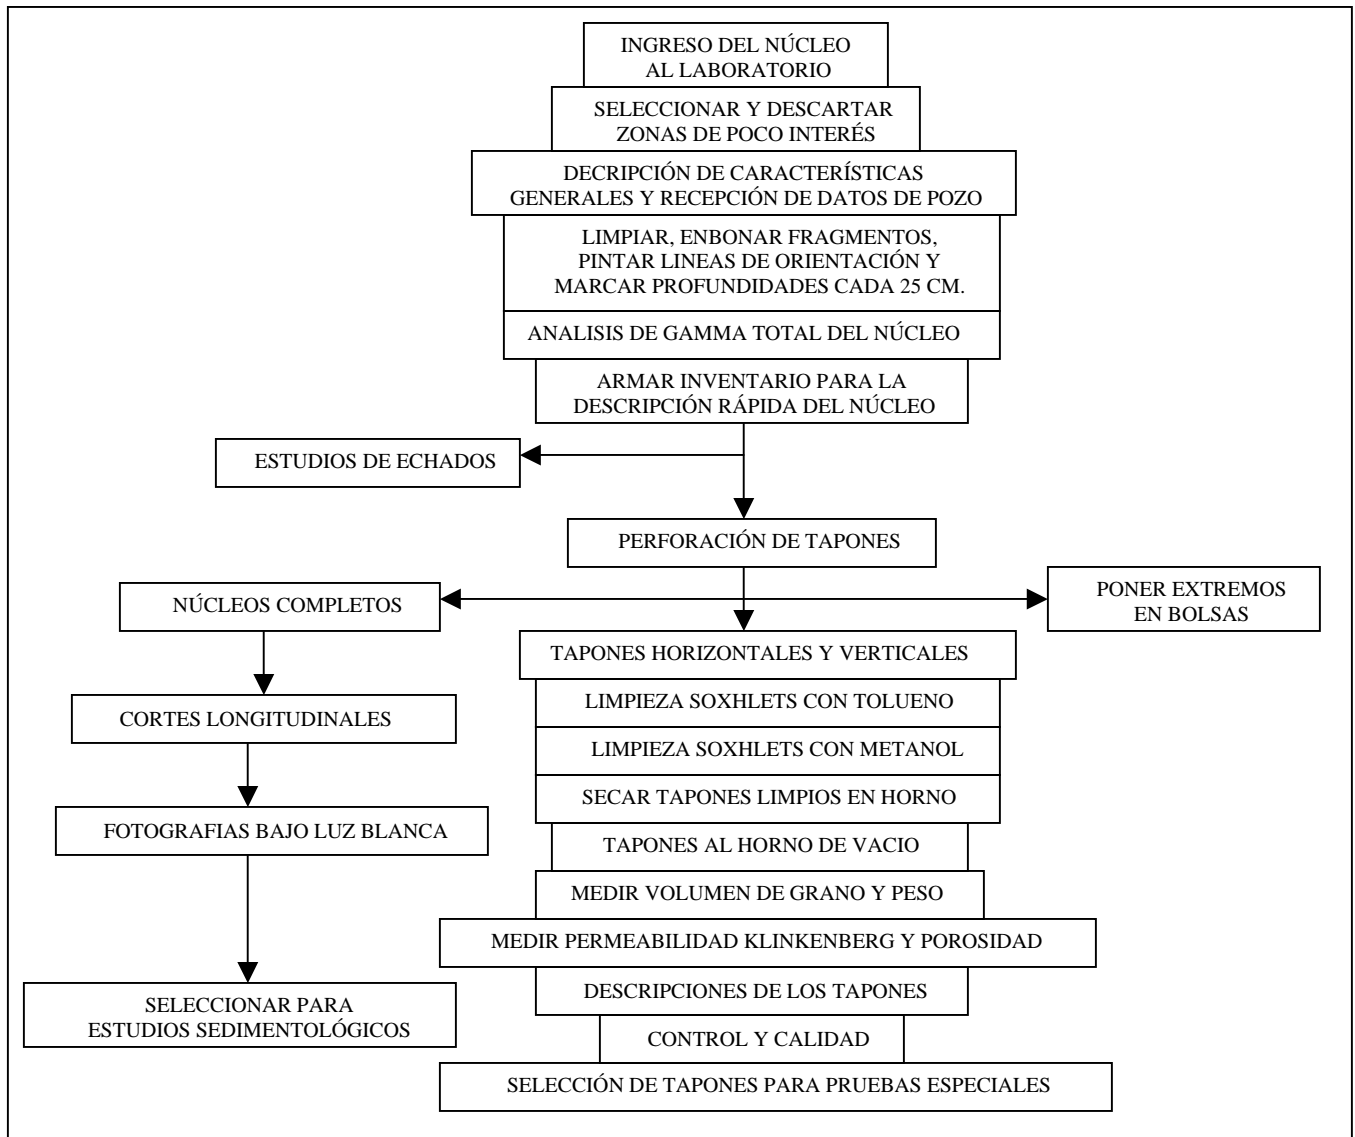 INGRESO DEL NÚCLEO
AL LABORATORIO
SELECCIONAR Y DESCARTAR
ZONAS DE POCO INTERÉS
DECRIPCIÓN DE CARACTERÍSTICAS
GENERALES Y RECEPCIÓN DE DATOS DE POZO
LIMPIAR, ENBONAR FRAGMENTOS,
PINTAR LINEAS DE ORIENTACIÓN Y
MARCAR PROFUNDIDADES CADA 25 CM.
ANALISIS DE GAMMA TOTAL DEL NÚCLEO
ARMAR INVENTARIO PARA LA
DESCRIPCIÓN RÁPIDA DEL NÚCLEO
ESTUDIOS DE ECHADOS
PERFORACIÓN DE TAPONES
NÚCLEOS COMPLETOS
PONER EXTREMOS
EN BOLSAS
TAPONES HORIZONTALES Y VERTICALES
LIMPIEZA SOXHLETS CON TOLUENO
CORTES LONGITUDINALES
LIMPIEZA SOXHLETS CON METANOL
SECAR TAPONES LIMPIOS EN HORNO
FOTOGRAFIAS BAJO LUZ BLANCA
TAPONES AL HORNO DE VACIO
MEDIR VOLUMEN DE GRANO Y PESO
MEDIR PERMEABILIDAD KLINKENBERG Y POROSIDAD
DESCRIPCIONES DE LOS TAPONES
SELECCIONAR PARA
ESTUDIOS SEDIMENTOLÓGICOS
CONTROL Y CALIDAD
SELECCIÓN DE TAPONES PARA PRUEBAS ESPECIALES